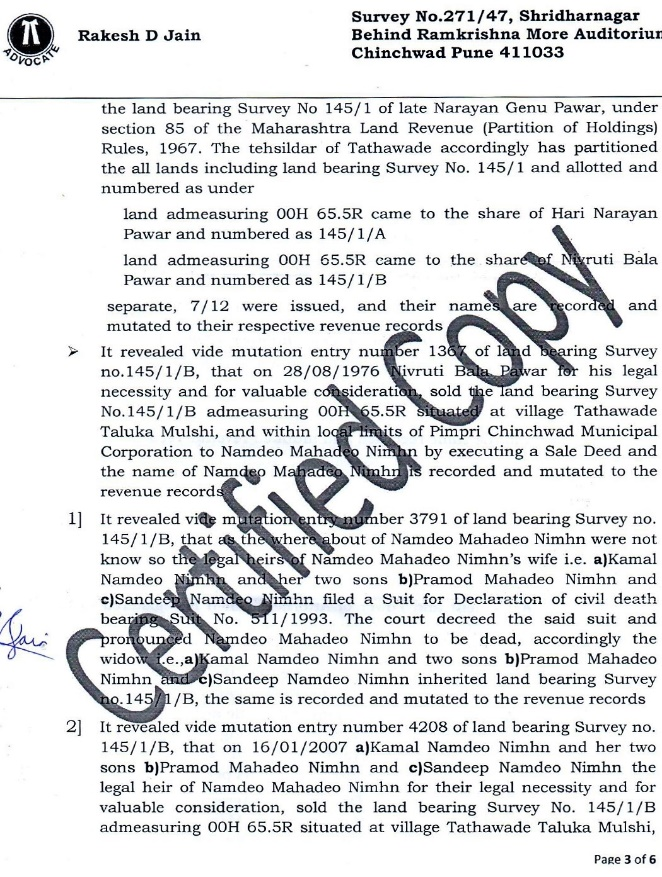 Rakesh D Jain
ADVOCATE
Survey No.271/47, Shridharnagar
Behind Ramkrishna More Auditorium
Chinchwad Pune 411033
the land bearing Survey No 145/1 of late Narayan Genu Pawar, under
section 85 of the Maharashtra Land Revenue (Partition of Holdings)
Rules, 1967. The tehsildar of Tathawade accordingly has partitioned
the all lands including land bearing Survey No. 145/1 and allotted and
numbered as under
land admeasuring 00H 65.5R came to the share of Hari Narayan
Pawar and numbered as 145/1/A
land admeasuring 00H 65.5R came to the share of Nivruti Bala
Pawar and numbered as 145/1/B
separate, 7/12 were issued, and their names are recorded and
mutated to their respective revenue records
➢ It revealed vide mutation entry number 1367 of land bearing Survey
no.145/1/B, that on 28/08/1976 Nivruti Bala Pawar for his legal
necessity and for valuable consideration, sold the land bearing Survey
No.145/1/B admeasuring 00H 65.5R situated at village Tathawade
Taluka Mulshi, and within local limits of Pimpri Chinchwad Municipal
Corporation to Namdeo Mahadeo Nimhn by executing a Sale Deed and
the name of Namdeo Mahadeo Nimhn is recorded and mutated to the
revenue records
1] It revealed vide mutation entry number 3791 of land bearing Survey no.
145/1/B, that as the where about of Namdeo Mahadeo Nimhn were not
know so the legal heirs of Namdeo Mahadeo Nimhn's wife i.e. a)Kamal
Namdeo Nimhn and her two sons b)Pramod Mahadeo Nimhn and
c)Sandeep Namdeo Nimhn filed a Suit for Declaration of civil death
bearing Suit No. 511/1993. The court decreed the said suit and
pronounced Namdeo Mahadeo Nimhn to be dead, accordingly the
widow i.e.,a)Kamal Namdeo Nimhn and two sons b)Pramod Mahadeo
Nimhn and c)Sandeep Namdeo Nimhn inherited land bearing Survey
no.145/1/B, the same is recorded and mutated to the revenue records
2] It revealed vide mutation entry number 4208 of land bearing Survey no.
145/1/B, that on 16/01/2007 a)Kamal Namdeo Nimhn and her two
sons b)Pramod Mahadeo Nimhn and c)Sandeep Namdeo Nimhn the
legal heir of Namdeo Mahadeo Nimhn for their legal necessity and for
valuable consideration, sold the land bearing Survey No. 145/1/B
admeasuring 00H 65.5R situated at village Tathawade Taluka Mulshi,
Certified Copy
Page 3 of 6